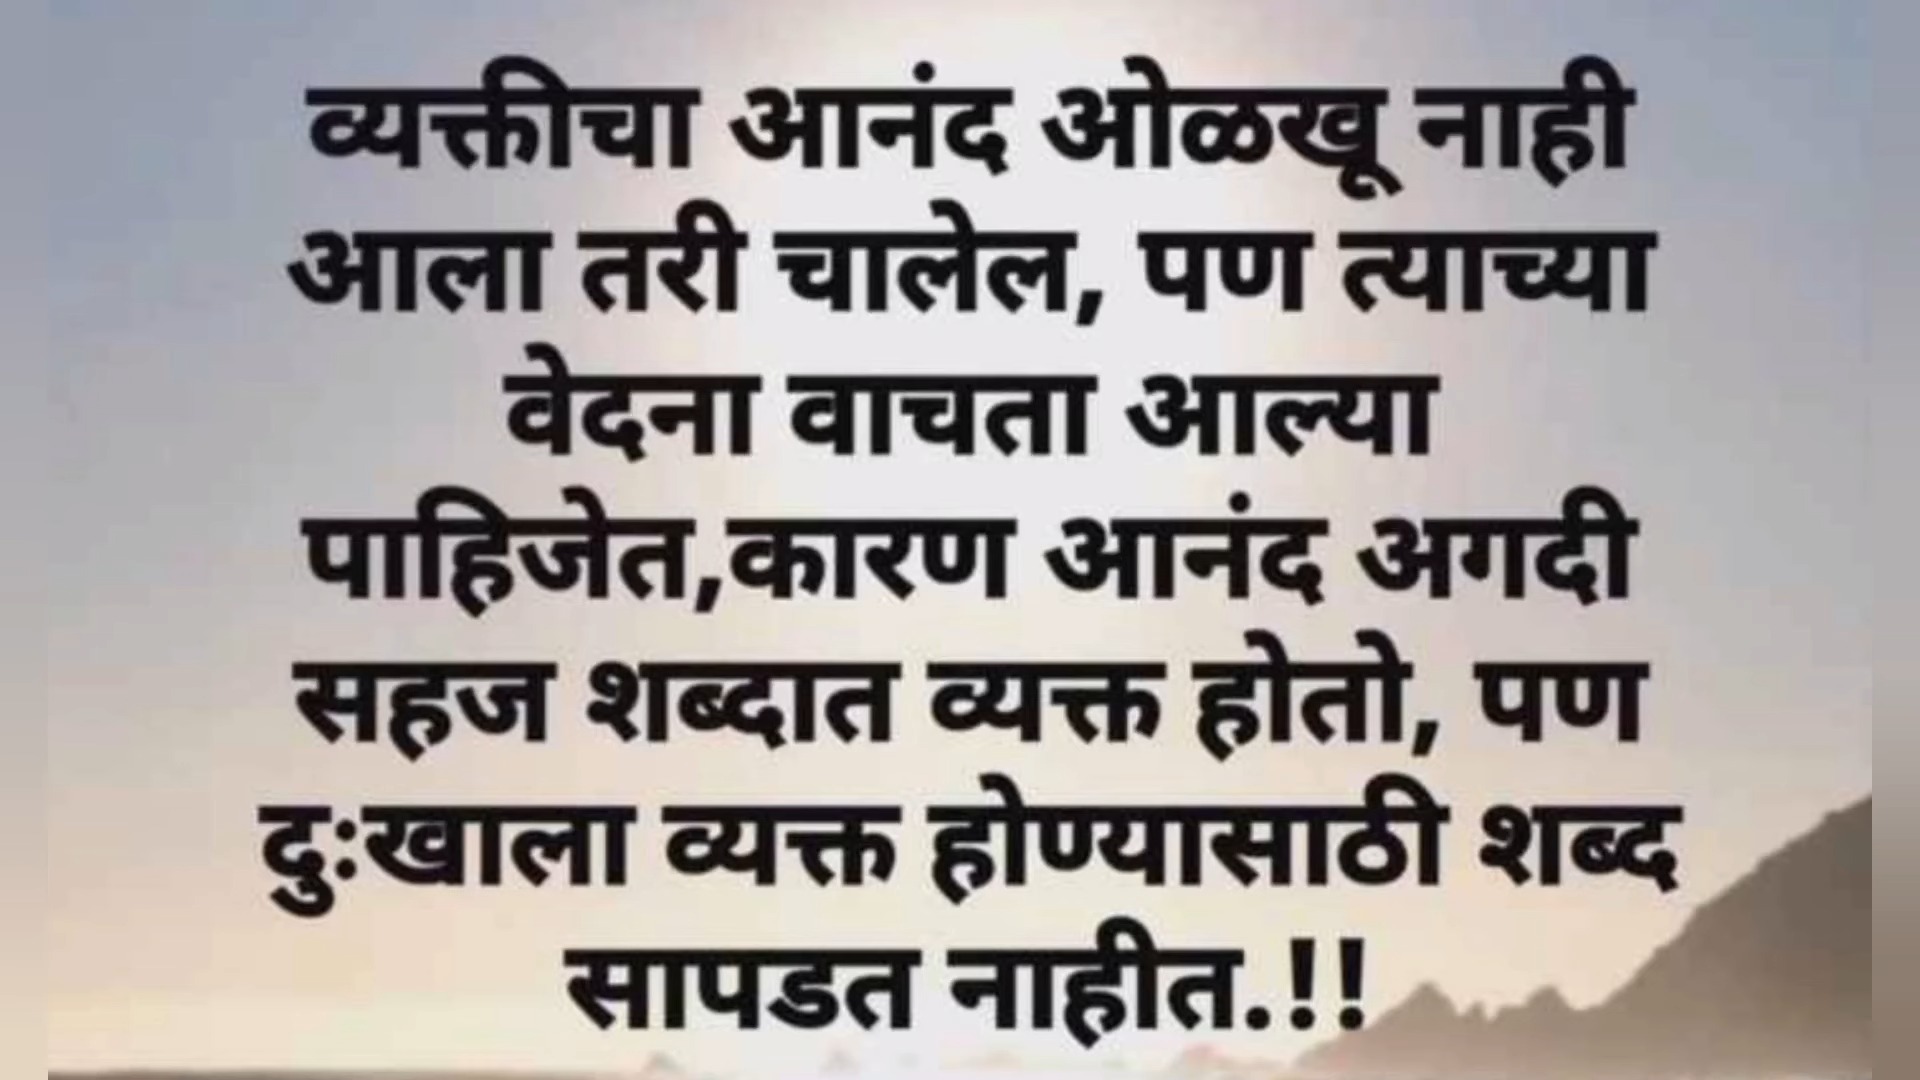 व्यक्तीचा आनंद ओळखू नाही
आला तरी चालेल, पण त्याच्या
वेदना वाचता आल्या
पाहिजेत,कारण आनंद अगदी
सहज शब्दात व्यक्त होतो, पण
दुःखाला व्यक्त होण्यासाठी शब्द
सापडत नाहीत.!!